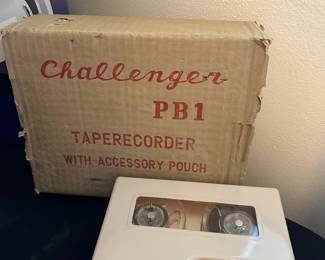 Challenger
PB1
TAPERECORDER
WITH ACCESSORY POUCH